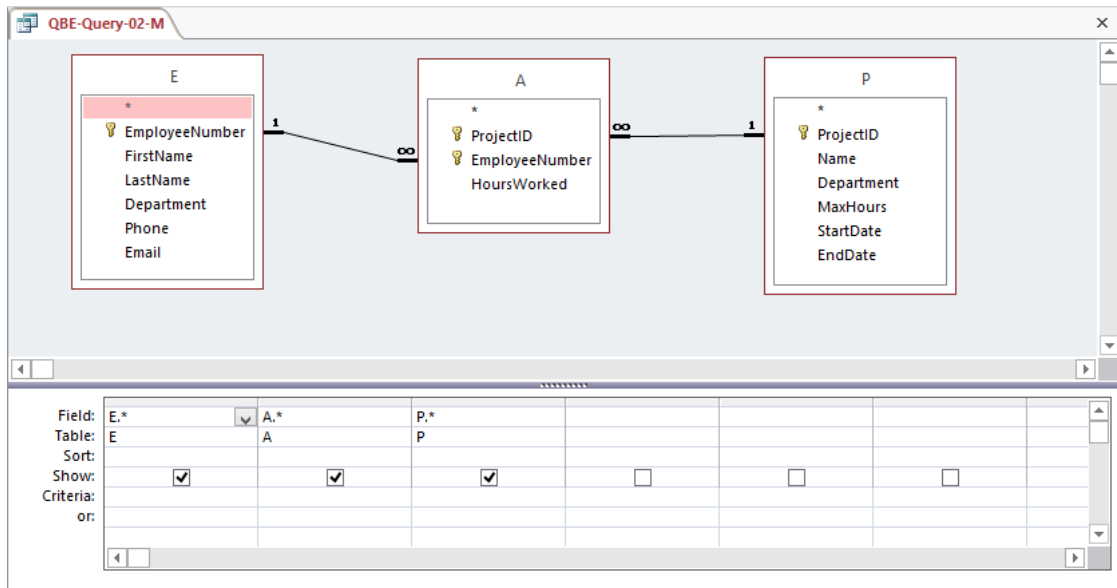 QBE-Query-02-M
E
*
EmployeeNumber
FirstName
LastName
Department
Phone
Email
1
∞
A
*
ProjectID
EmployeeNumber
HoursWorked
∞
1
P
*
ProjectID
Name
Department
MaxHours
StartDate
EndDate
Field: E.* A.* P.*
Table: E A P
Sort:
Show:
Criteria:
or: